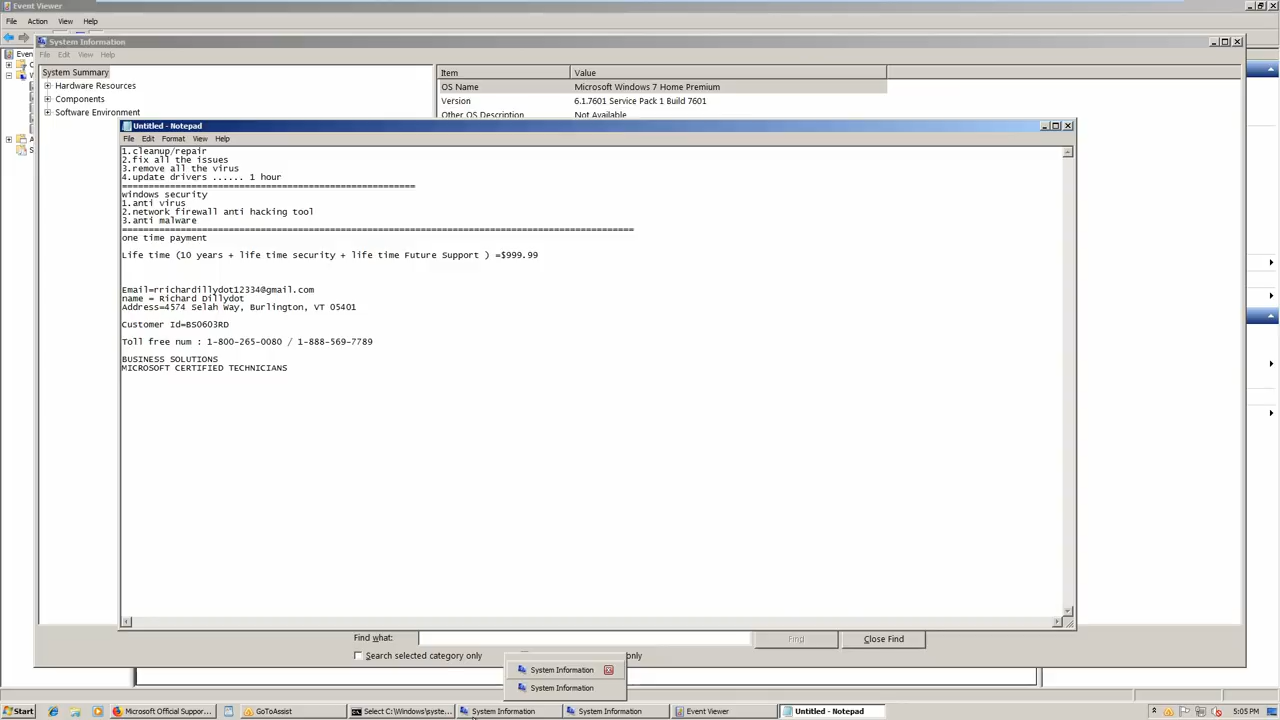 Event Viewer
File Action View Help
System Information
File Edit View Help
Even
System Summary
Item Value
Hardware Resources
OS Name Microsoft Windows 7 Home Premium
Components
Version 6.1.7601 Service Pack 1 Build 7601
Software Environment
Other OS Description Not Available
Untitled - Notepad
File Edit Format View Help
1.cleanup/repair
2.fix all the issues
3.remove all the virus
4.update drivers ...... 1 hour
======================================================
windows security
1.anti virus
2.network firewall anti hacking tool
3.anti malware
================================================================================================
one time payment
Life time (10 years + life time security + life time Future Support ) =$999.99
Email=rrichardillydot12334@gmail.com
name = Richard Dillydot
Address=4574 Selah Way, Burlington, VT 05401
Customer Id=BS0603RD
Toll free num : 1-800-265-0080 / 1-888-569-7789
BUSINESS SOLUTIONS
MICROSOFT CERTIFIED TECHNICIANS
Find what: Find Close Find
Search selected category only only
System Information
System Information
Start Microsoft Official Suppor... GoToAssist Select C:\Windows\syste... System Information System Information Event Viewer Untitled - Notepad 5:05 PM